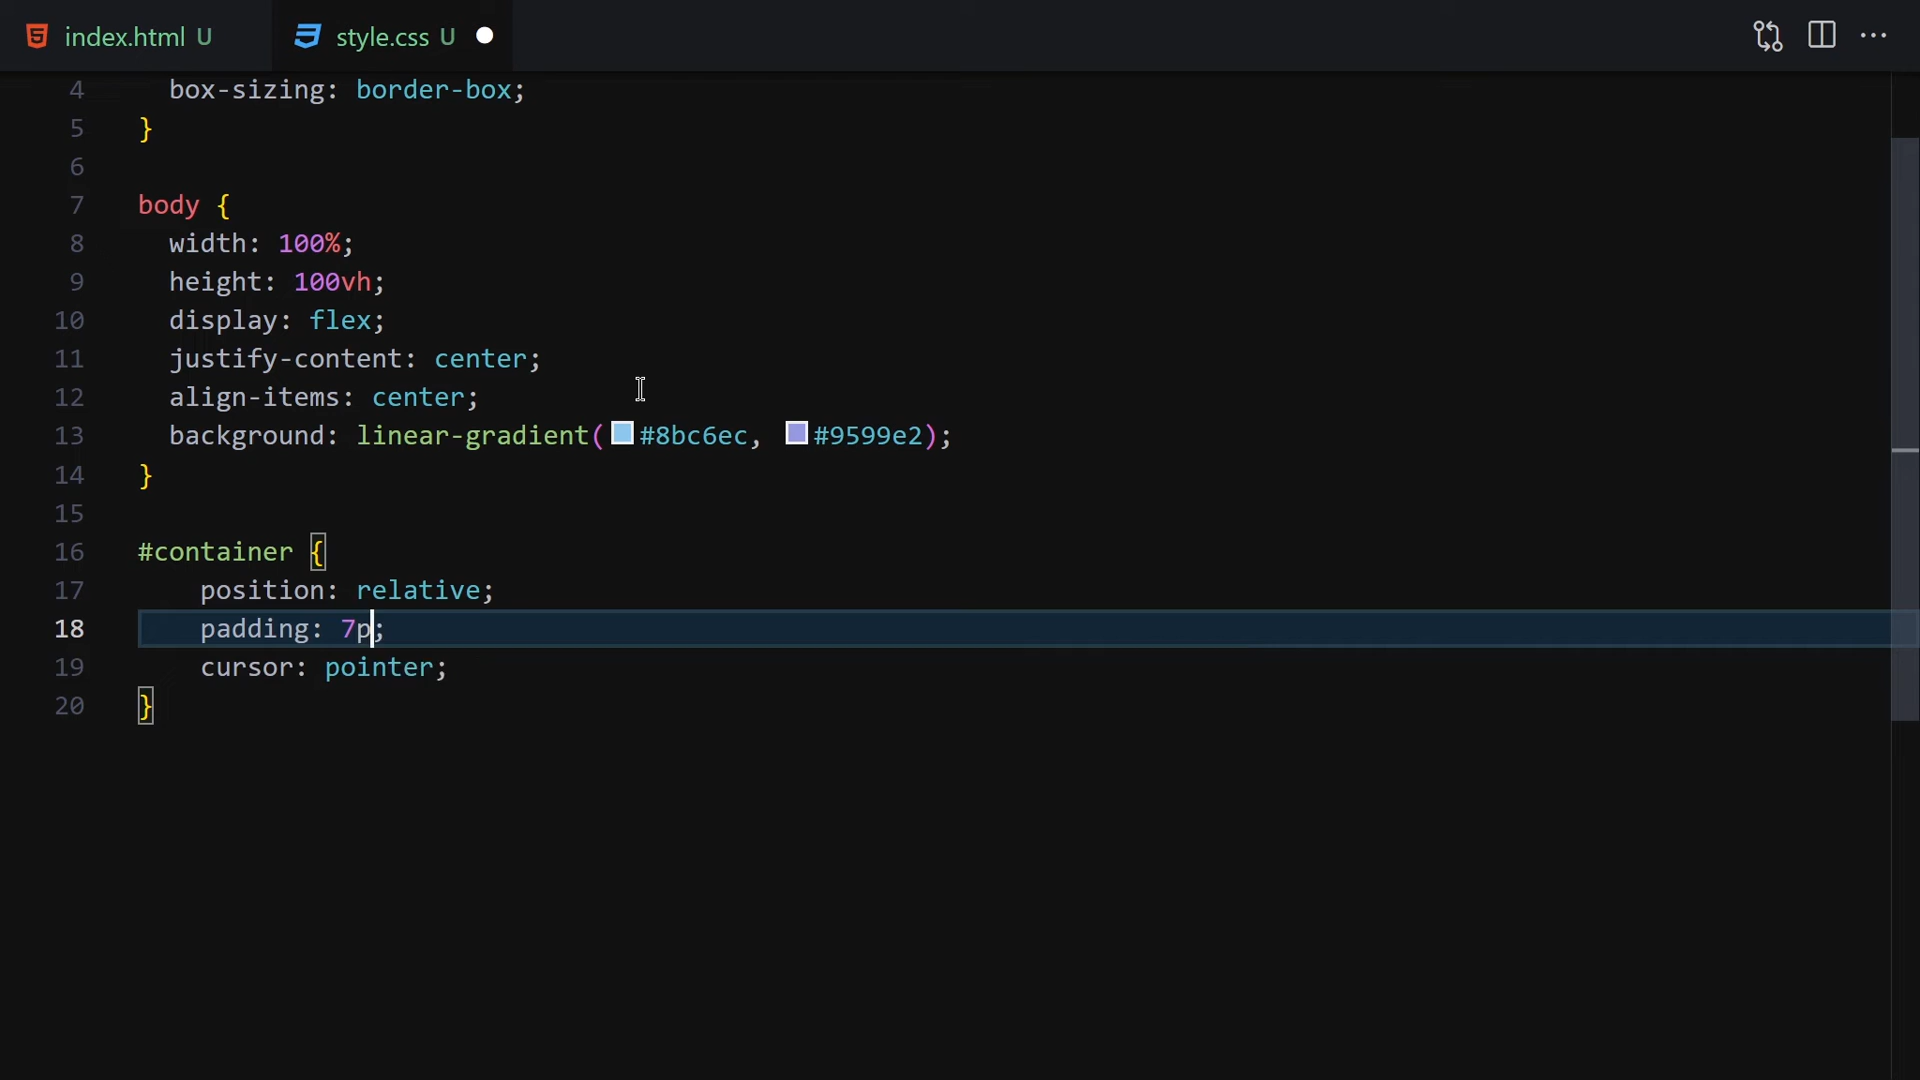 index.html U style.css U
4 box-sizing: border-box;
5 }
6
7 body {
8 width: 100%;
9 height: 100vh;
10 display: flex;
11 justify-content: center;
12 align-items: center;
13 background: linear-gradient(#8bc6ec, #9599e2);
14 }
15
16 #container {
17 position: relative;
18 padding: 7p;
19 cursor: pointer;
20 }